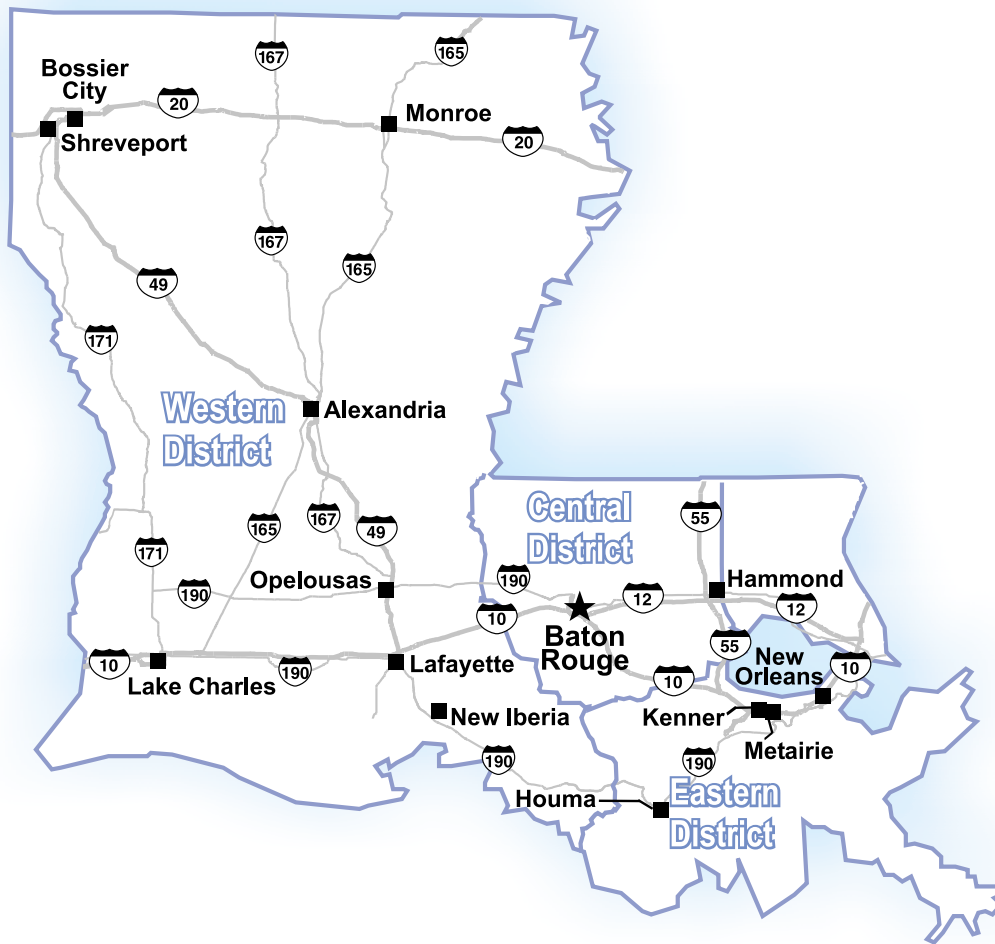 167
165
Bossier
City
20
Monroe
Shreveport
20
167
165
49
171
Western
District
Alexandria
Central
District
55
165
167
49
171
Opelousas
190
190
Hammond
12
12
10
Baton
Rouge
55
New
Orleans
10
10
Lake Charles
190
Lafayette
10
New Iberia
Kenner
Metairie
190
190
Houma
Eastern
District